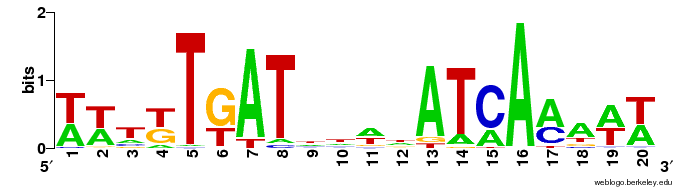 2
bits
1
0
T T T T T G A T A T C A A A A T
A A A G T T A C A T A
5′ 1 2 3 4 5 6 7 8 9 10 11 12 13 14 15 16 17 18 19 20 3′
weblogo.berkeley.edu